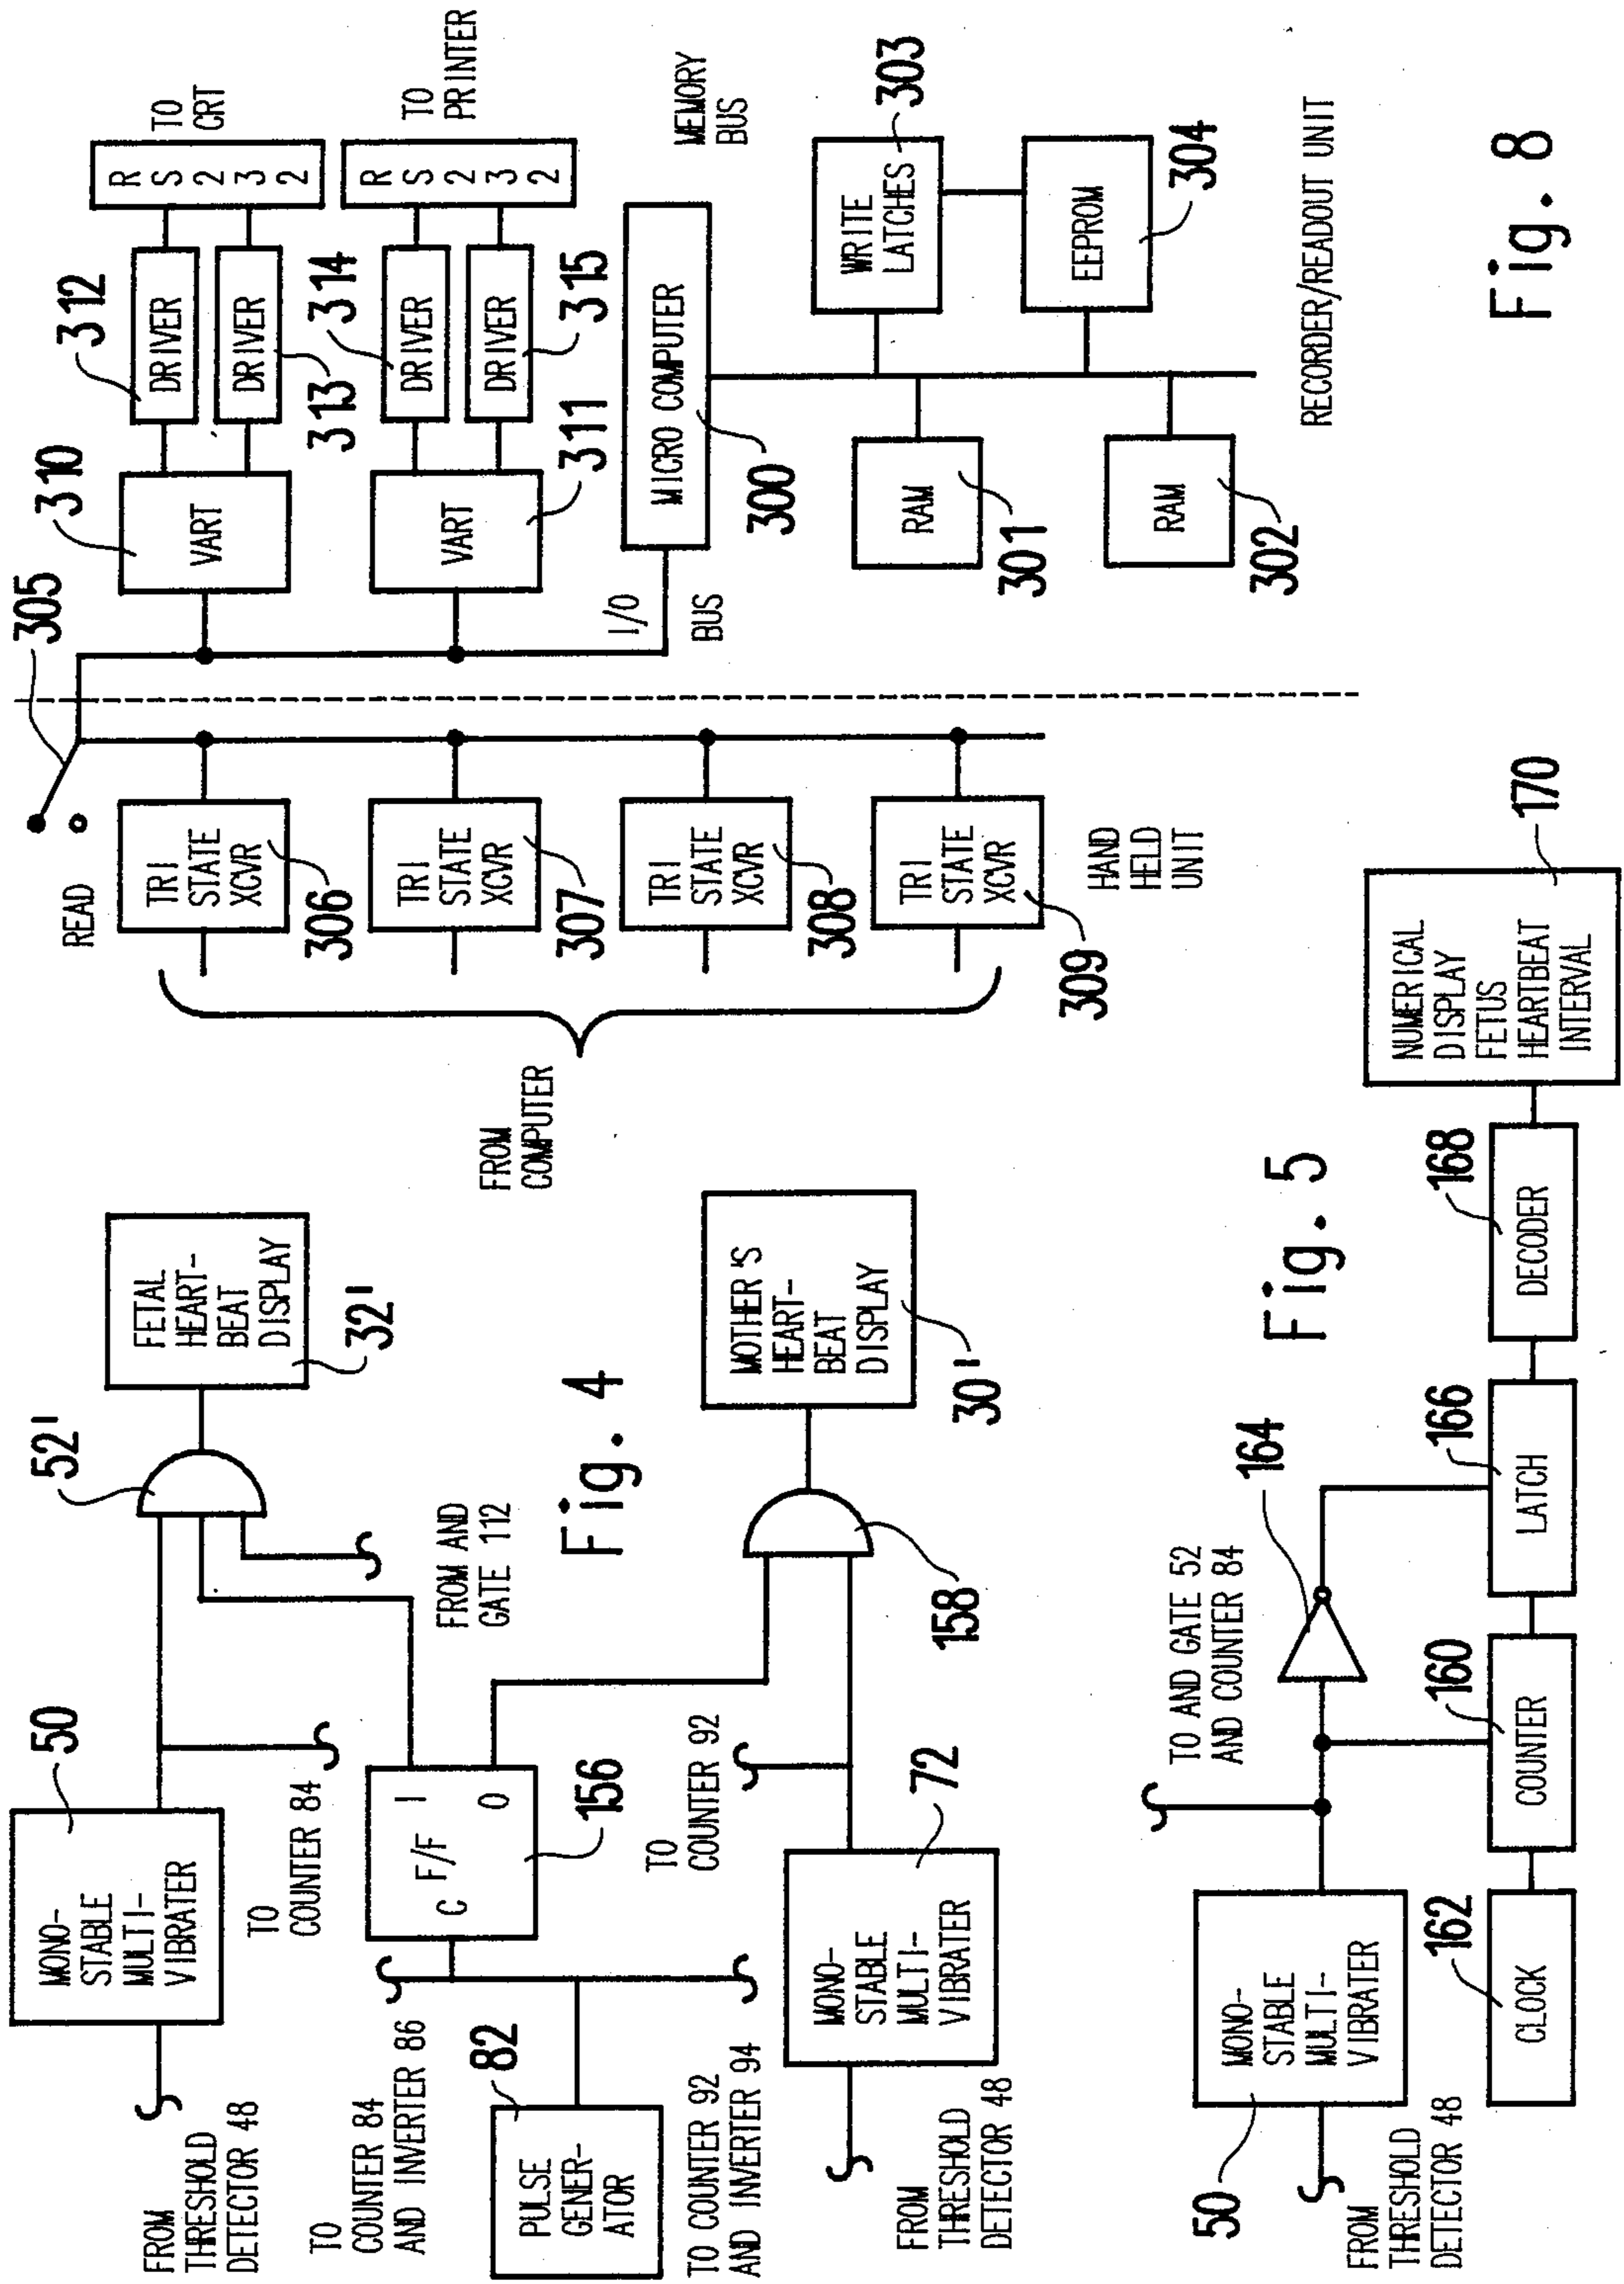 FROM
THRESHOLD
DETECTOR 48
MONO-
STABLE
MULTI-
VIBRATER
50
TO
COUNTER 84
52'
FETAL
HEART-
BEAT
DISPLAY
32'
TO
COUNTER 84
AND INVERTER 86
C F/F
1
0
156
FROM AND
GATE 112
PULSE
GENER-
ATOR
82
TO COUNTER 92
AND INVERTER 94
TO
COUNTER 92
FROM
THRESHOLD
DETECTOR 48
MONO-
STABLE
MULTI-
VIBRATER
72
158
MOTHER'S
HEART-
BEAT
DISPLAY
30'
Fig. 4
FROM
THRESHOLD
DETECTOR 48
50
MONO-
STABLE
MULTI-
VIBRATER
TO AND GATE 52
AND COUNTER 84
164
CLOCK
162
COUNTER
160
LATCH
166
DECODER
168
NUMERICAL
DISPLAY
FETUS
HEARTBEAT
INTERVAL
170
Fig. 5
READ
305
TRI
STATE
XCVR
306
TRI
STATE
XCVR
307
TRI
STATE
XCVR
308
TRI
STATE
XCVR
309
FROM
COMPUTER
HAND
HELD
UNIT
VART
310
DRIVER
312
DRIVER
313
R
S
2
3
2
TO
CRT
VART
311
DRIVER
314
DRIVER
315
R
S
2
3
2
TO
PRINTER
I/O
BUS
MICRO COMPUTER
300
MEMORY
BUS
RAM
301
RAM
302
WRITE
LATCHES
303
EEPROM
304
RECORDER/READOUT UNIT
Fig. 8